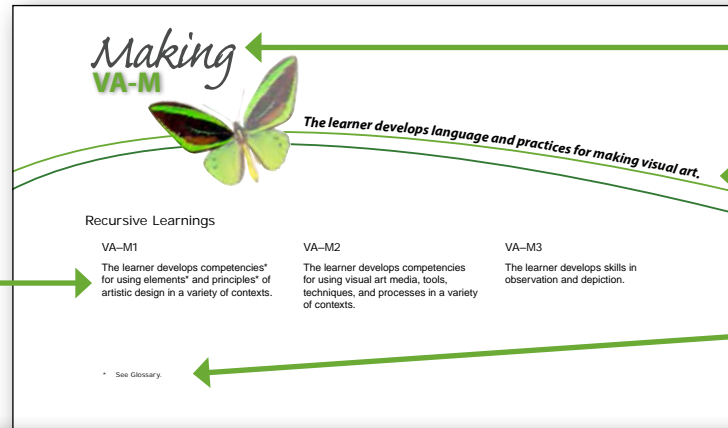 Making
VA-M
The learner develops language and practices for making visual art.
Recursive Learnings
VA–M1
The learner develops competencies*
for using elements* and principles* of
artistic design in a variety of contexts.
VA–M2
The learner develops competencies
for using visual art media, tools,
techniques, and processes in a variety
of contexts.
VA–M3
The learner develops skills in
observation and depiction.
* See Glossary.